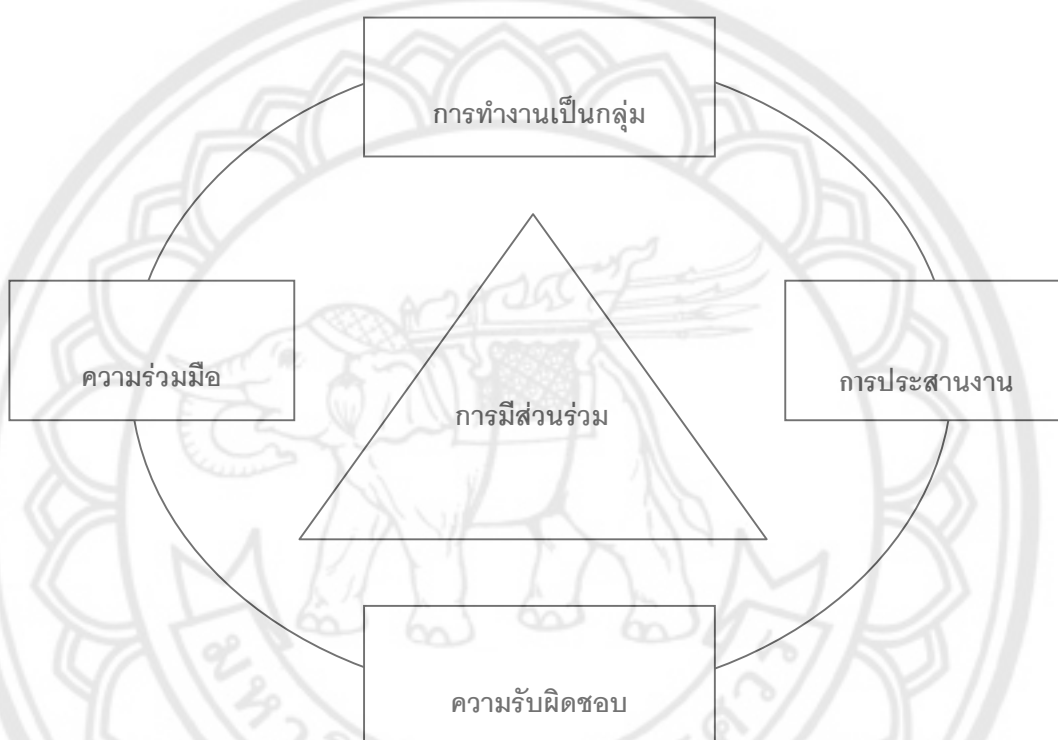 การทำงานเป็นกลุ่ม
ความร่วมมือ
การมีส่วนร่วม
การประสานงาน
ความรับผิดชอบ